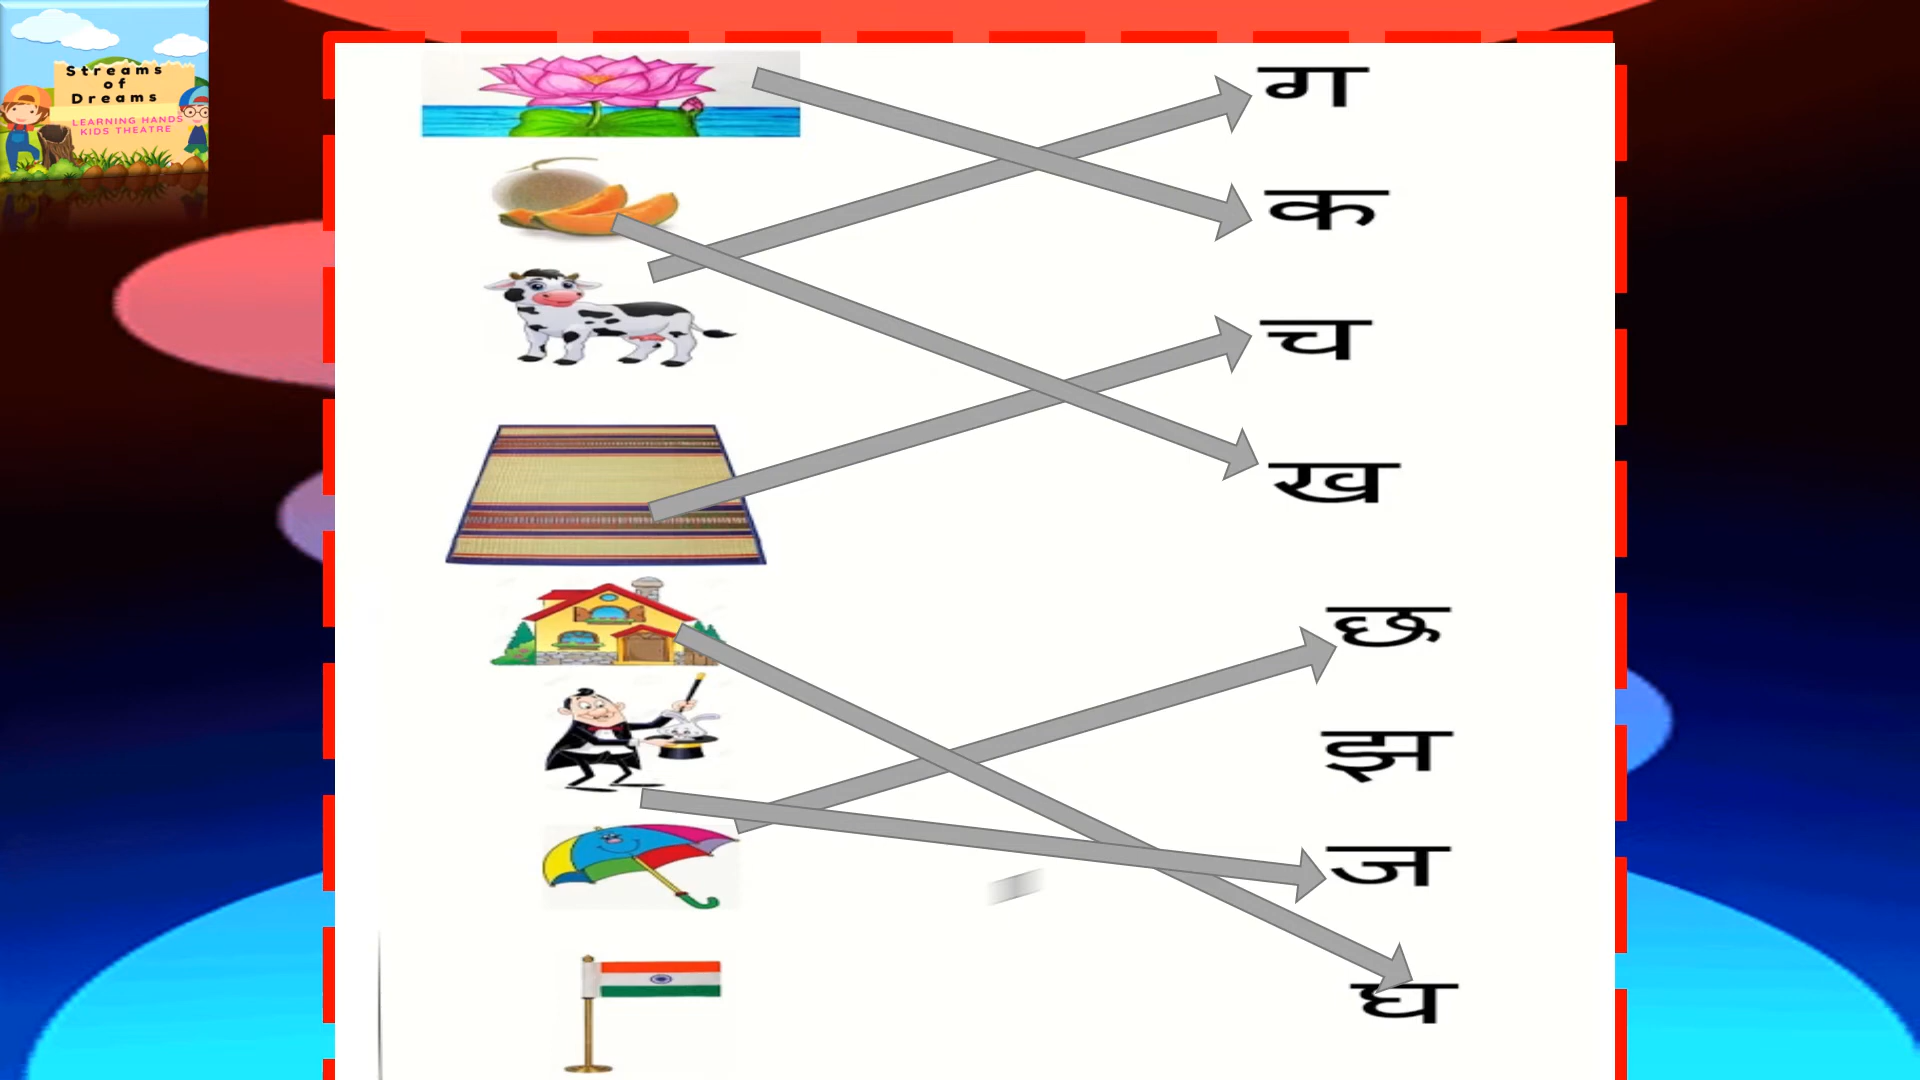 Streams
of
Dreams
LEARNING HANDS
KIDS THEATRE
ग
क
च
ख
छ
झ
ज
घ